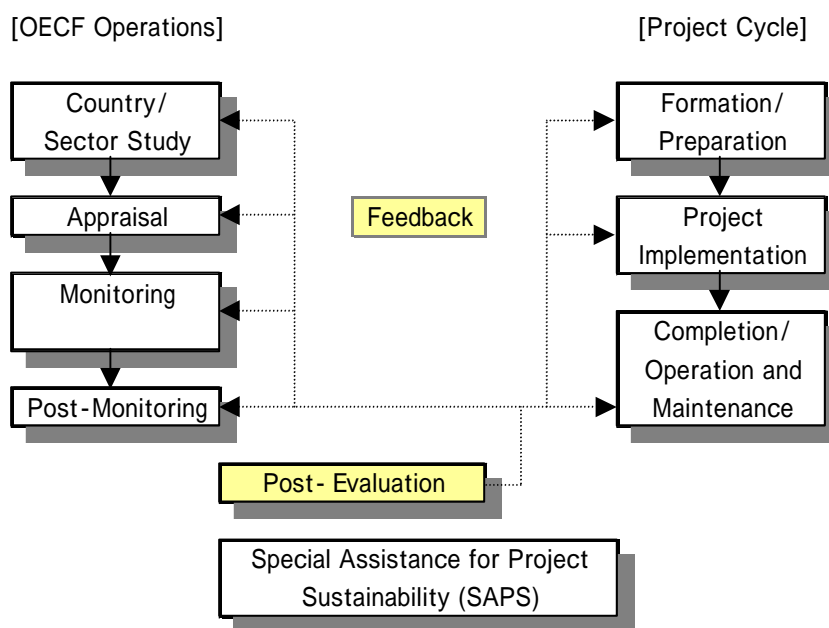 [OECF Operations]
[Project Cycle]
Country/
Sector Study
Appraisal
Monitoring
Post-Monitoring
Feedback
Formation/
Preparation
Project
Implementation
Completion/
Operation and
Maintenance
Post- Evaluation
Special Assistance for Project
Sustainability (SAPS)